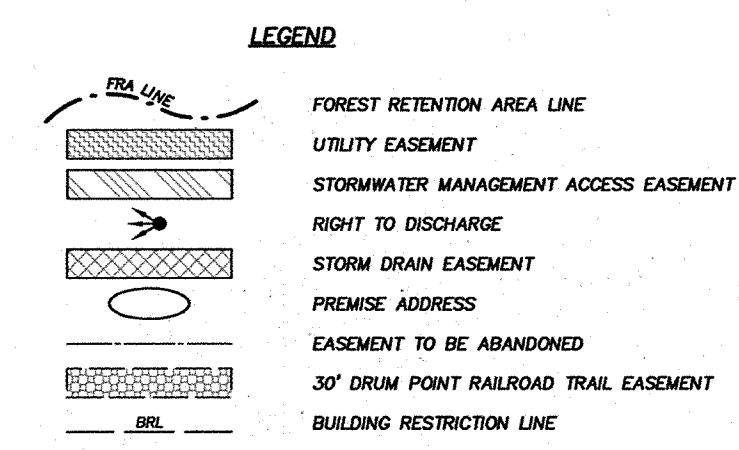 LEGEND
FRA LINE FOREST RETENTION AREA LINE
UTILITY EASEMENT
STORMWATER MANAGEMENT ACCESS EASEMENT
RIGHT TO DISCHARGE
STORM DRAIN EASEMENT
PREMISE ADDRESS
EASEMENT TO BE ABANDONED
30' DRUM POINT RAILROAD TRAIL EASEMENT
BRL BUILDING RESTRICTION LINE